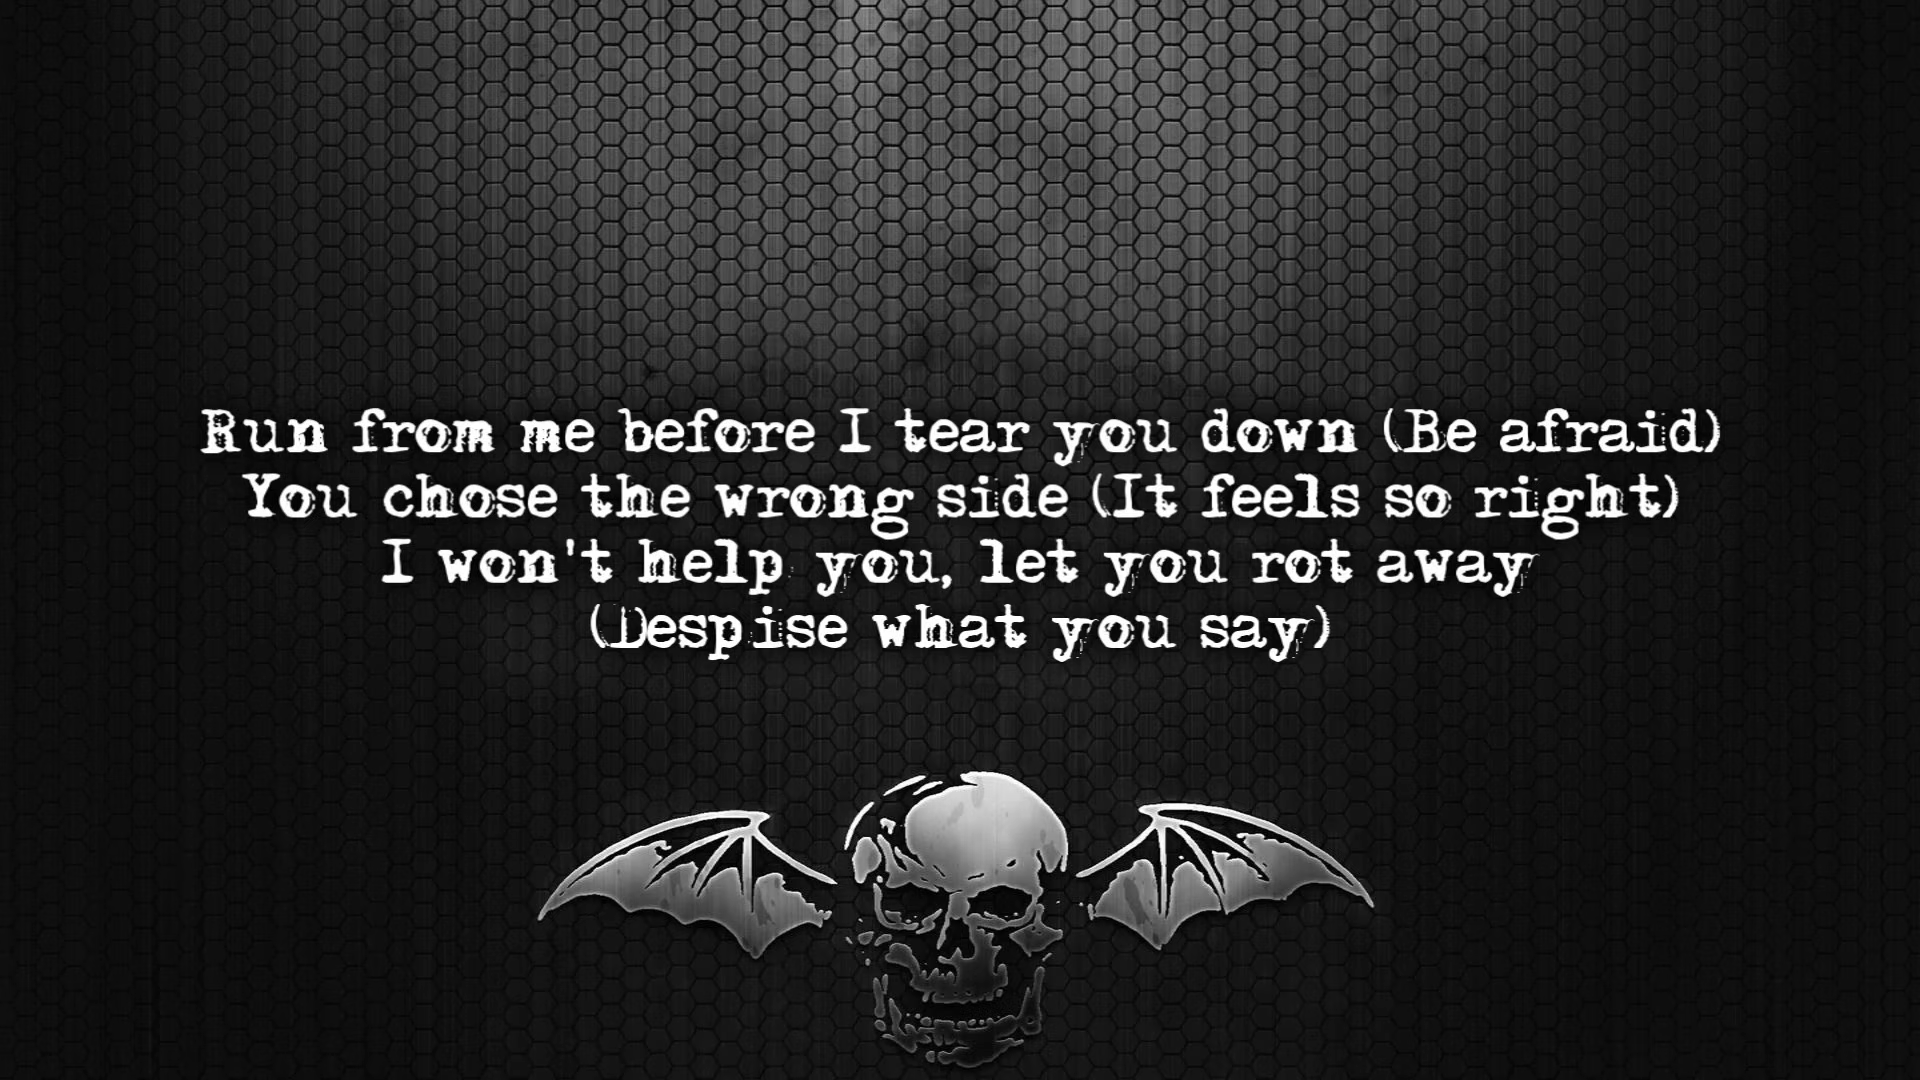 Run from me before I tear you down (Be afraid)
You chose the wrong side (It feels so right)
I won't help you, let you rot away
(Despise what you say)